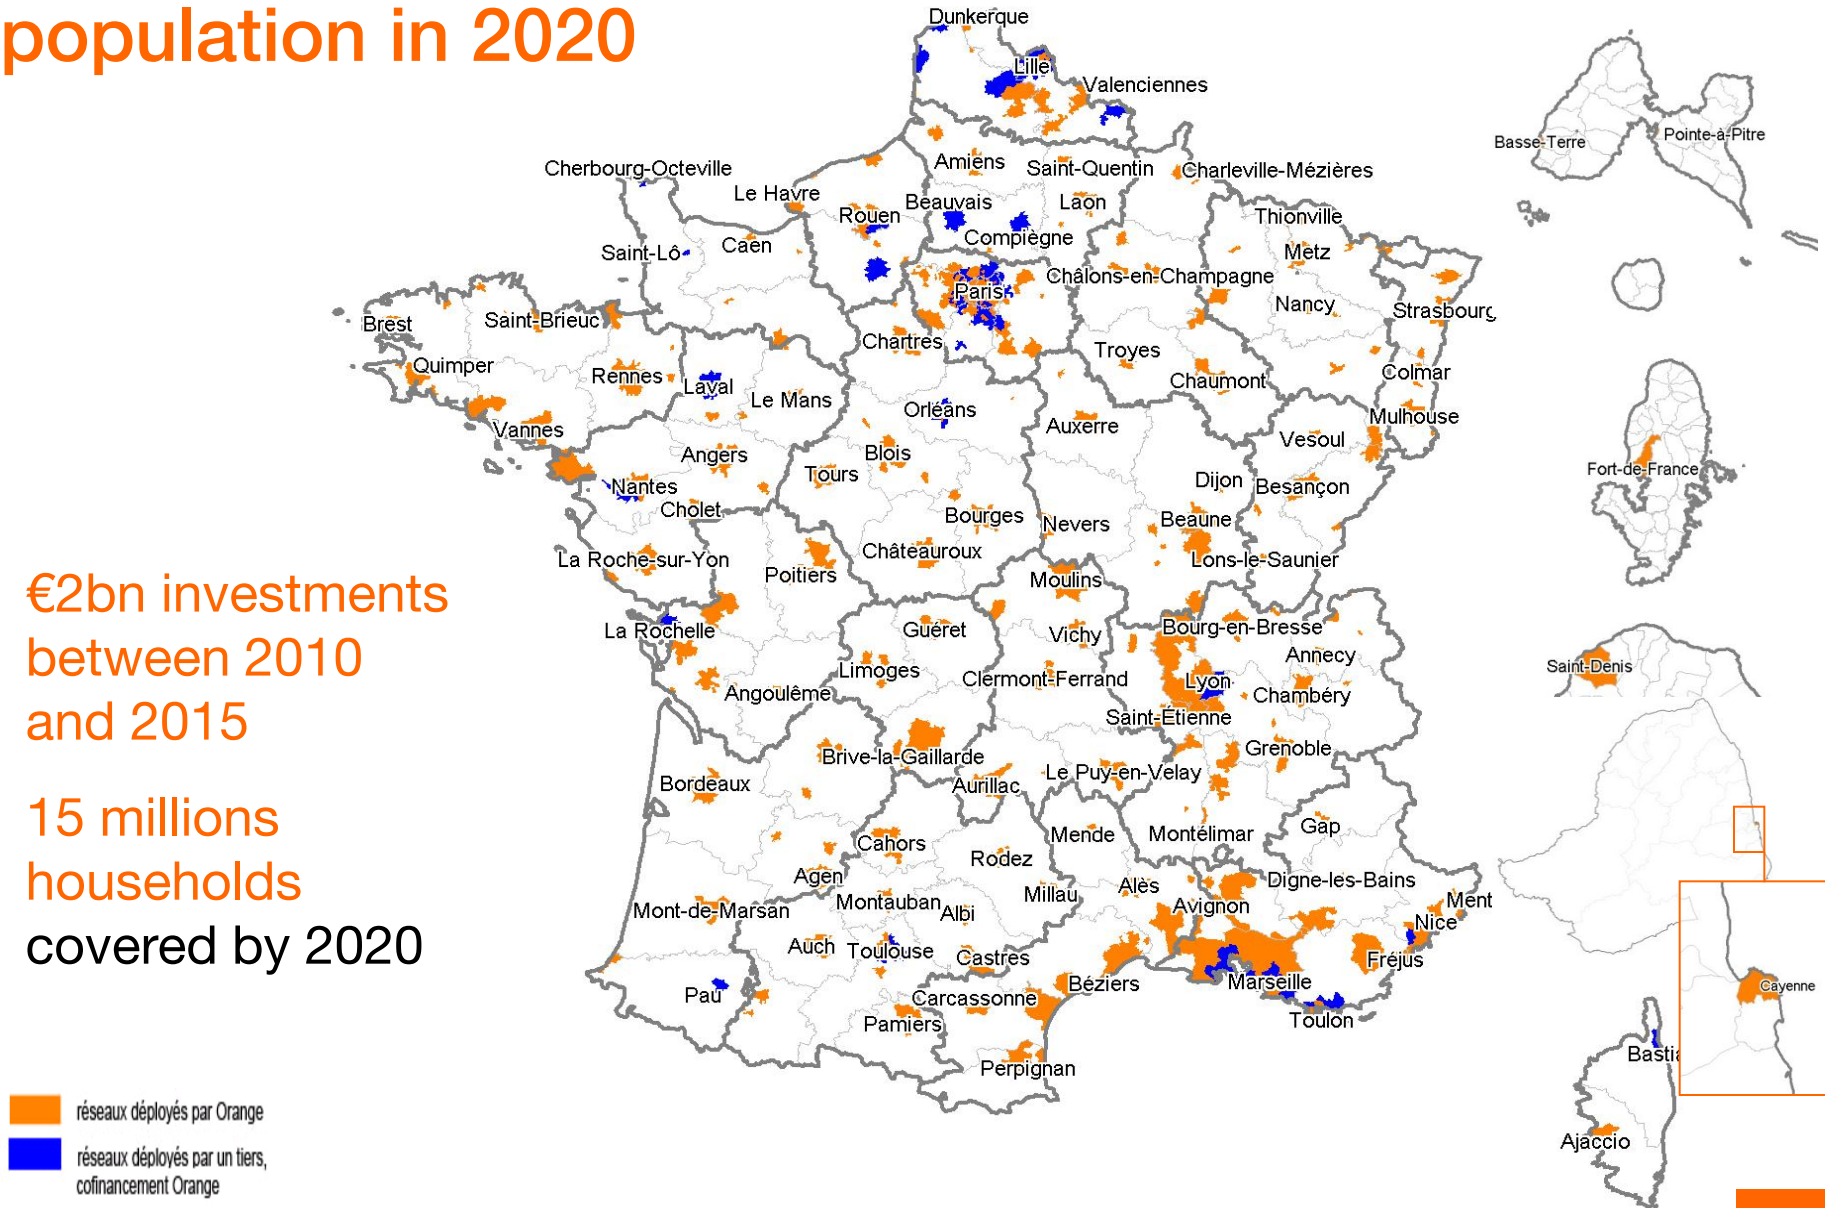 population in 2020
Dunkerque
Lille
Valenciennes
Basse-Terre
Pointe-à-Pitre
Amiens
Saint-Quentin
Charleville-Mézières
Cherbourg-Octeville
Le Havre
Rouen
Beauvais
Laon
Compiègne
Thionville
Metz
Saint-Lô
Caen
Paris
Châlons-en-Champagne
Nancy
Strasbourg
Brest
Saint-Brieuc
Chartres
Troyes
Quimper
Rennes
Laval
Le Mans
Chaumont
Colmar
Orléans
Auxerre
Mulhouse
Vannes
Vesoul
Angers
Blois
Tours
Fort-de-France
Nantes
Cholet
Dijon
Besançon
Bourges
Nevers
Beaune
La Roche-sur-Yon
Châteauroux
Lons-le-Saunier
Poitiers
Moulins
€2bn investments
between 2010
and 2015
La Rochelle
Guéret
Vichy
Bourg-en-Bresse
Annecy
Saint-Denis
Limoges
Clermont-Ferrand
Lyon
Chambéry
Angoulême
Saint-Étienne
Brive-la-Gaillarde
Grenoble
Bordeaux
Aurillac
Le Puy-en-Velay
15 millions
households
covered by 2020
Cahors
Mende
Montélimar
Gap
Rodez
Agen
Millau
Alès
Digne-les-Bains
Mont-de-Marsan
Montauban
Albi
Avignon
Ment
Nice
Auch
Toulouse
Castres
Fréjus
Pau
Carcassonne
Béziers
Marseille
Cayenne
Pamiers
Toulon
Perpignan
Bastia
Ajaccio
réseaux déployés par Orange
réseaux déployés par un tiers,
cofinancement Orange